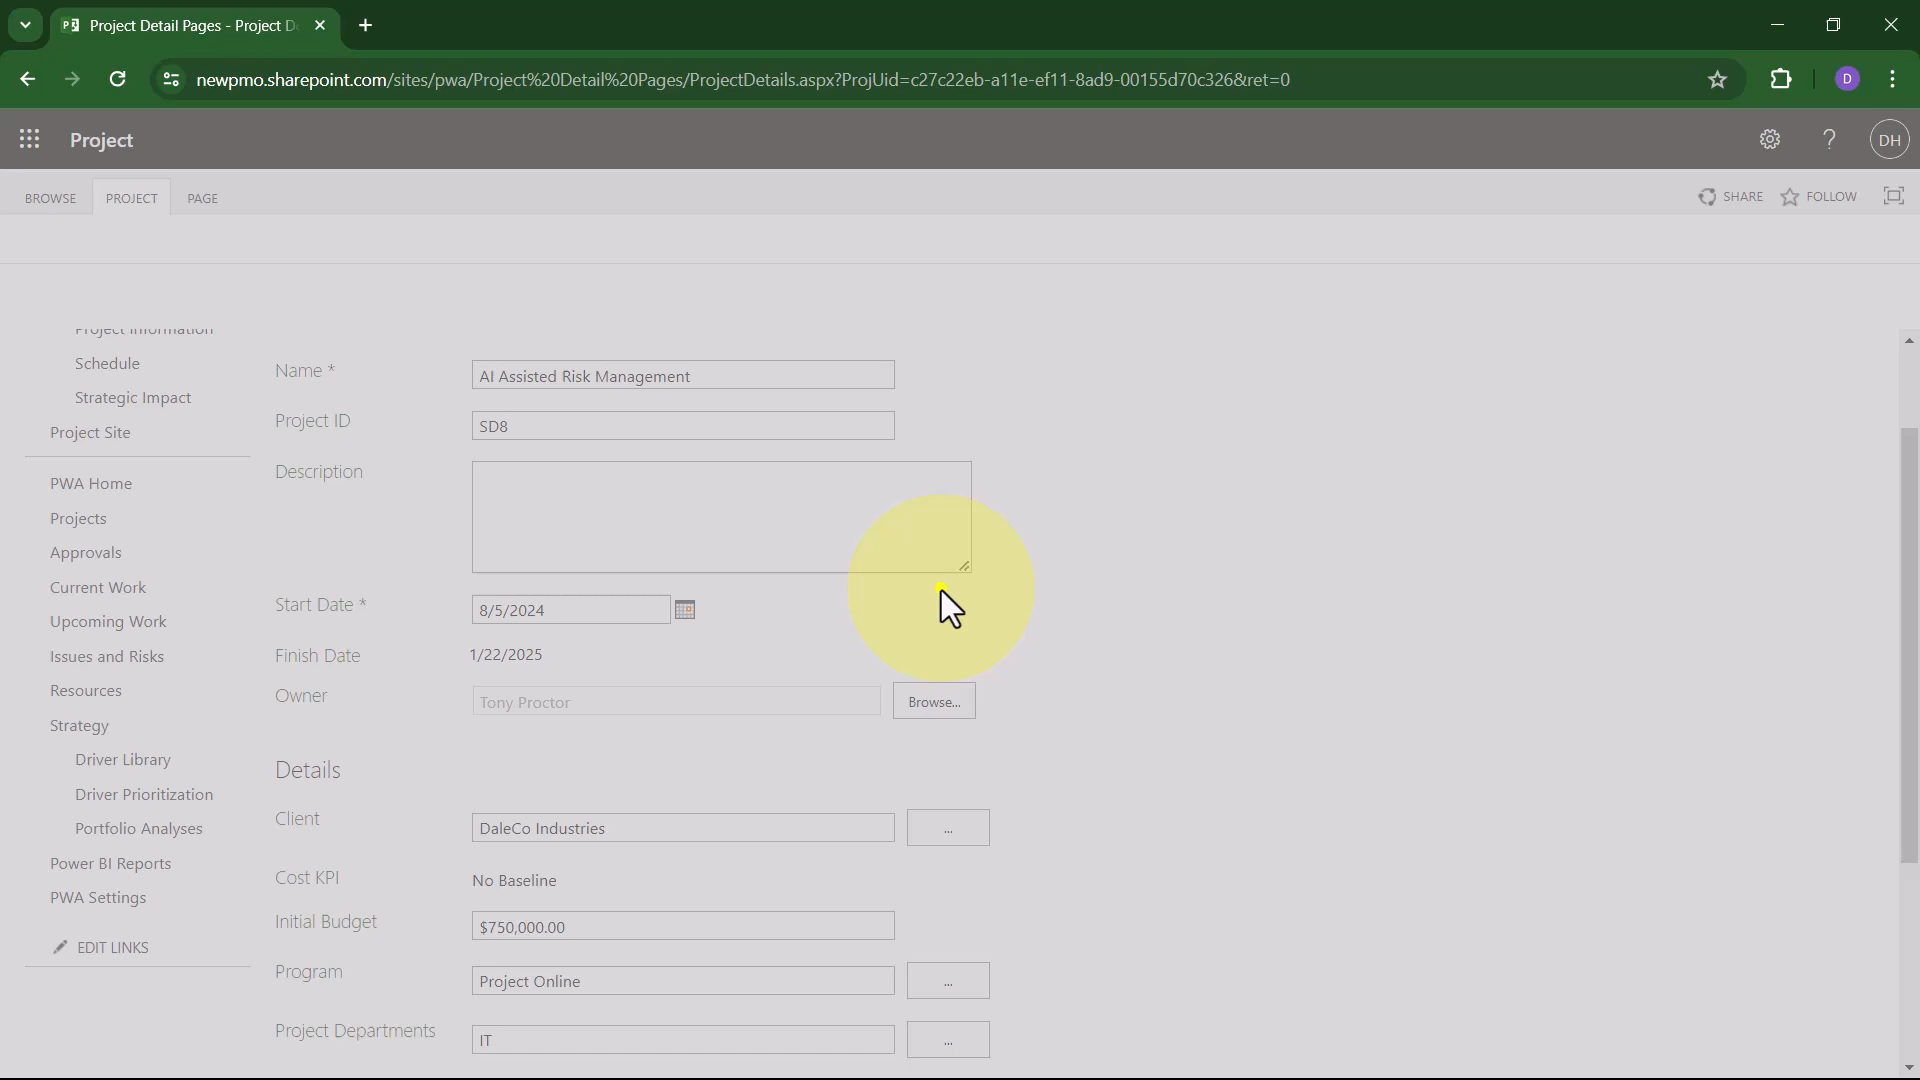 Project Detail Pages - Project D
newpmo.sharepoint.com/sites/pwa/Project%20Detail%20Pages/ProjectDetails.aspx?ProjUid=c27c22eb-a11e-ef11-8ad9-00155d70c326&ret=0
D
Project
?
DH
BROWSE
PROJECT
PAGE
SHARE
FOLLOW
Project Information
Schedule
Strategic Impact
Project Site
PWA Home
Projects
Approvals
Current Work
Upcoming Work
Issues and Risks
Resources
Strategy
Driver Library
Driver Prioritization
Portfolio Analyses
Power BI Reports
PWA Settings
EDIT LINKS
Name *
AI Assisted Risk Management
Project ID
SD8
Description
Start Date *
8/5/2024
Finish Date
1/22/2025
Owner
Tony Proctor
Browse...
Details
Client
DaleCo Industries
...
Cost KPI
No Baseline
Initial Budget
$750,000.00
Program
Project Online
...
Project Departments
IT
...